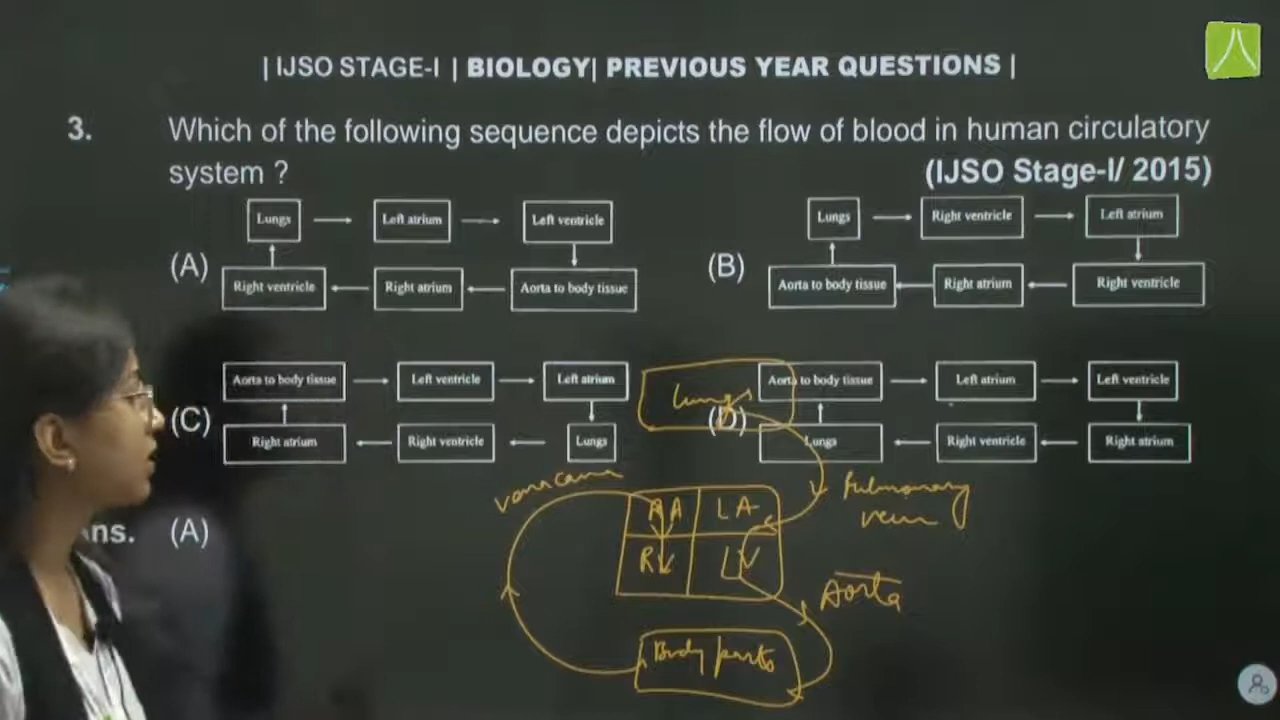 | IJSO STAGE-I | BIOLOGY| PREVIOUS YEAR QUESTIONS |
3. Which of the following sequence depicts the flow of blood in human circulatory
system ? (IJSO Stage-I/ 2015)
(A)
Lungs Left atrium Left ventricle
Right ventricle Right atrium Aorta to body tissue
(B)
Lungs Right ventricle Left atrium
Aorta to body tissue Right atrium Right ventricle
(C)
Aorta to body tissue Left ventricle Left atrium
Right atrium Right ventricle Lungs
(D)
Aorta to body tissue Left atrium Left ventricle
Lungs Right ventricle Right atrium
ns. (A)
Lungs
Pulmonary
vein
RA LA
RV LV
Aorta
Body parts